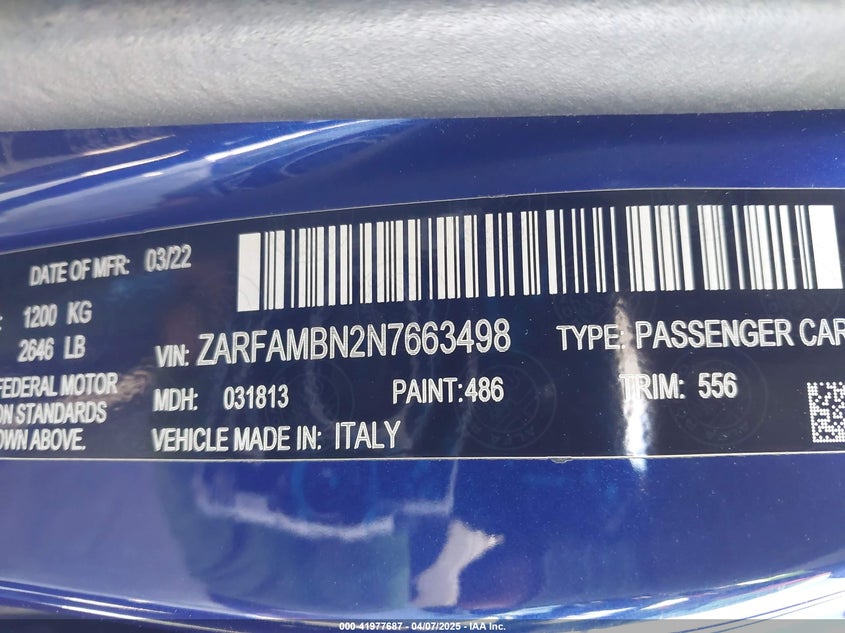 DATE OF MFR: 03/22
1200 KG
2646 LB
VIN: ZARFAMBN2N7663498 TYPE: PASSENGER CAR
FEDERAL MOTOR
ON STANDARDS
OWN ABOVE.
MDH: 031813 PAINT:486 TRIM: 556
VEHICLE MADE IN: ITALY
000-41977687 - 04/07/2025 - IAA Inc.